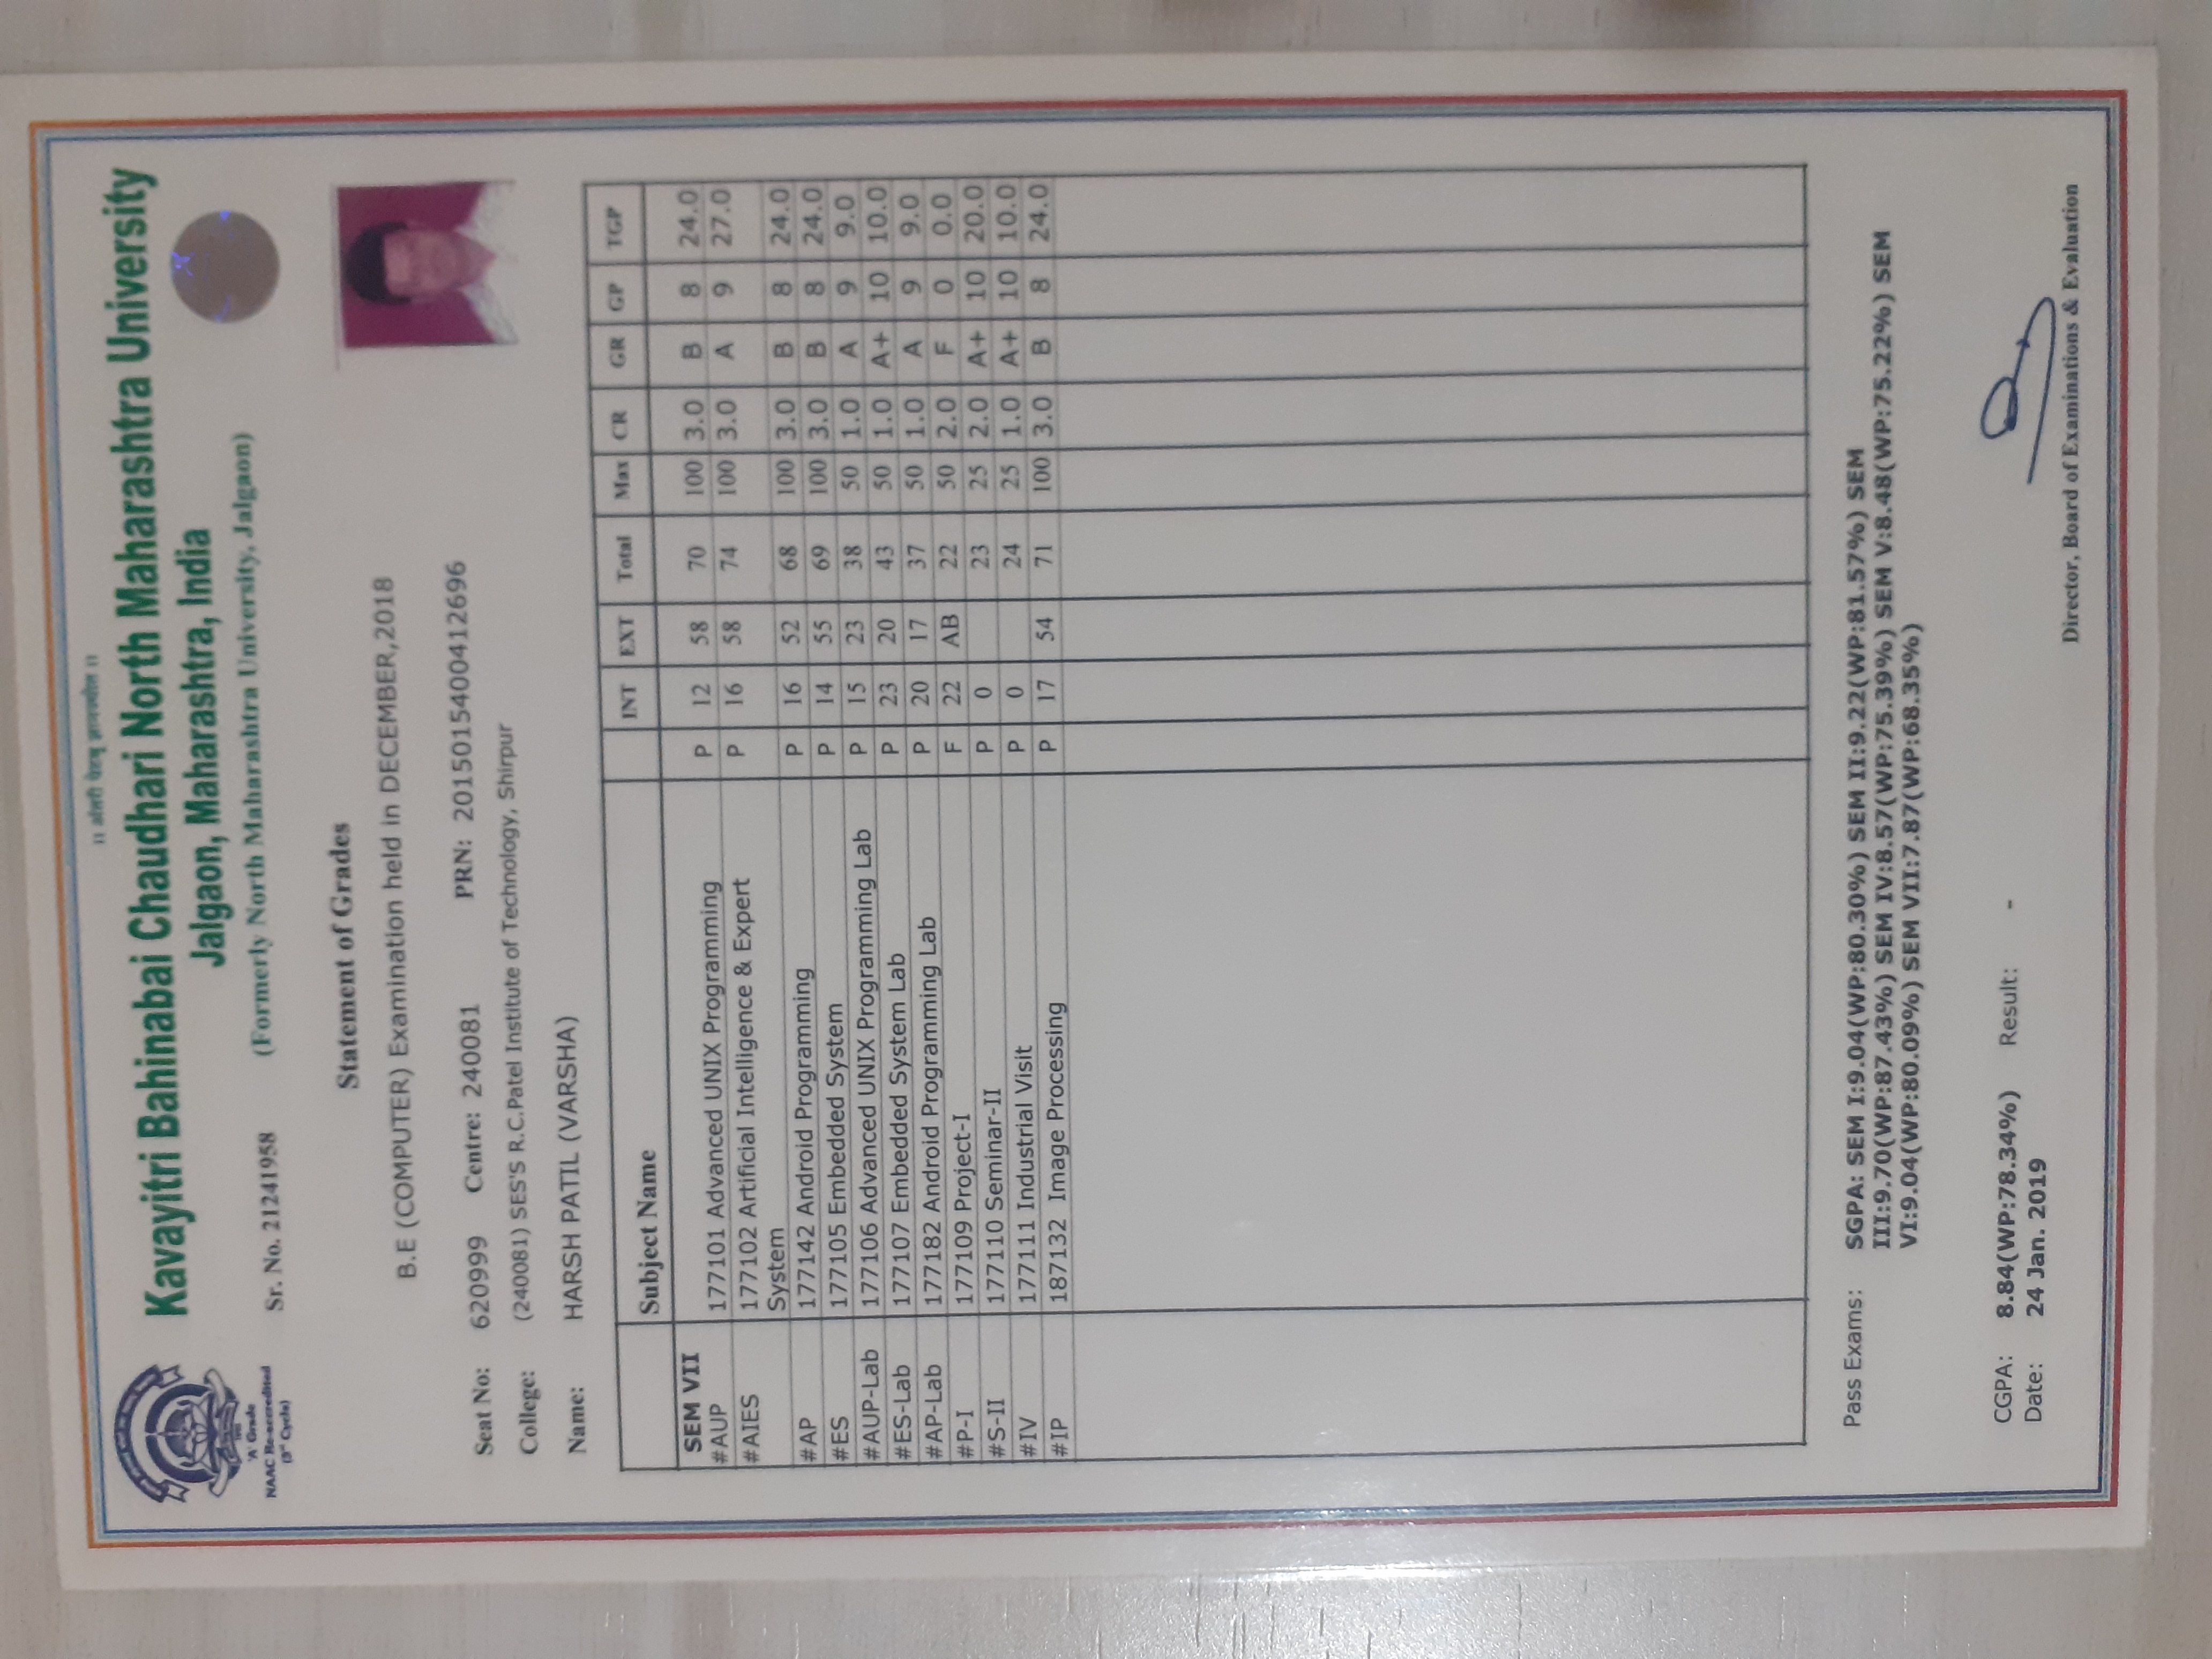 ।। अंतरी पेटवू ज्ञानज्योत ।।
Kavayitri Bahinabai Chaudhari North Maharashtra University
Jalgaon, Maharashtra, India
(Formerly North Maharashtra University, Jalgaon)
'A' Grade
NAAC Re-accredited
(3rd Cycle)
Sr. No. 21241958
Statement of Grades
B.E (COMPUTER) Examination held in DECEMBER,2018
Seat No: 620999 Centre: 240081 PRN: 2015015400412696
College: (240081) SES'S R.C.Patel Institute of Technology, Shirpur
Name: HARSH PATIL (VARSHA)
Subject Name INT EXT Total Max CR GR GP TGP
SEM VII
#AUP 177101 Advanced UNIX Programming P 12 58 70 100 3.0 B 8 24.0
#AIES 177102 Artificial Intelligence & Expert P 16 58 74 100 3.0 A 9 27.0
System
#AP 177142 Android Programming P 16 52 68 100 3.0 B 8 24.0
#ES 177105 Embedded System P 14 55 69 100 3.0 B 8 24.0
#AUP-Lab 177106 Advanced UNIX Programming Lab P 15 23 38 50 1.0 A 9 9.0
#ES-Lab 177107 Embedded System Lab P 23 20 43 50 1.0 A+ 10 10.0
#AP-Lab 177182 Android Programming Lab P 20 17 37 50 1.0 A 9 9.0
#P-I 177109 Project-I F 22 AB 22 50 2.0 F 0 0.0
#S-II 177110 Seminar-II P 0 23 25 2.0 A+ 10 20.0
#IV 177111 Industrial Visit P 0 24 25 1.0 A+ 10 10.0
#IP 187132 Image Processing P 17 54 71 100 3.0 B 8 24.0
Pass Exams: SGPA: SEM I:9.04(WP:80.30%) SEM II:9.22(WP:81.57%) SEM
III:9.70(WP:87.43%) SEM IV:8.57(WP:75.39%) SEM V:8.48(WP:75.22%) SEM
VI:9.04(WP:80.09%) SEM VII:7.87(WP:68.35%)
CGPA: 8.84(WP:78.34%) Result: -
Date: 24 Jan. 2019
Director, Board of Examinations & Evaluation